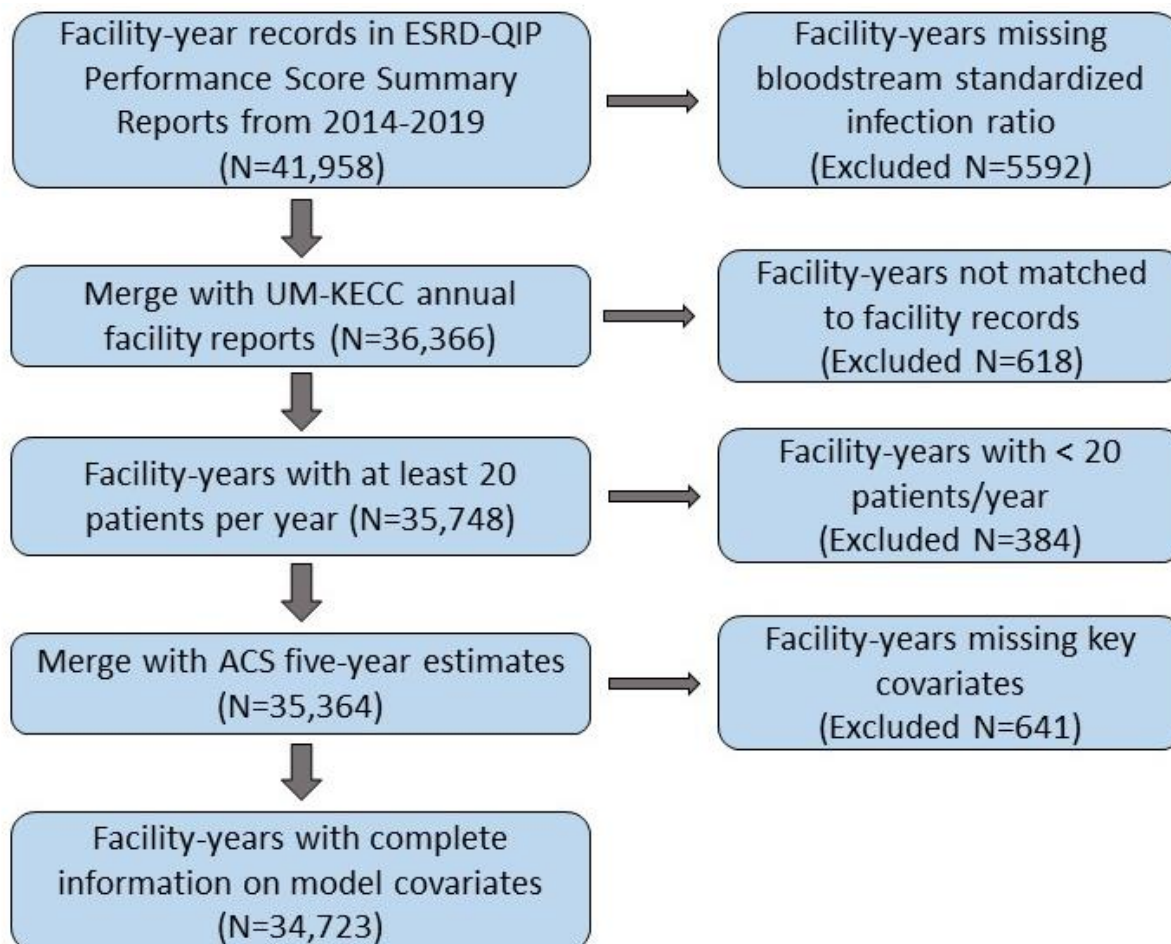 Facility-year records in ESRD-QIP
Performance Score Summary
Reports from 2014-2019
(N=41,958)
Facility-years missing
bloodstream standardized
infection ratio
(Excluded N=5592)
Merge with UM-KECC annual
facility reports (N=36,366)
Facility-years not matched
to facility records
(Excluded N=618)
Facility-years with at least 20
patients per year (N=35,748)
Facility-years with < 20
patients/year
(Excluded N=384)
Merge with ACS five-year estimates
(N=35,364)
Facility-years missing key
covariates
(Excluded N=641)
Facility-years with complete
information on model covariates
(N=34,723)